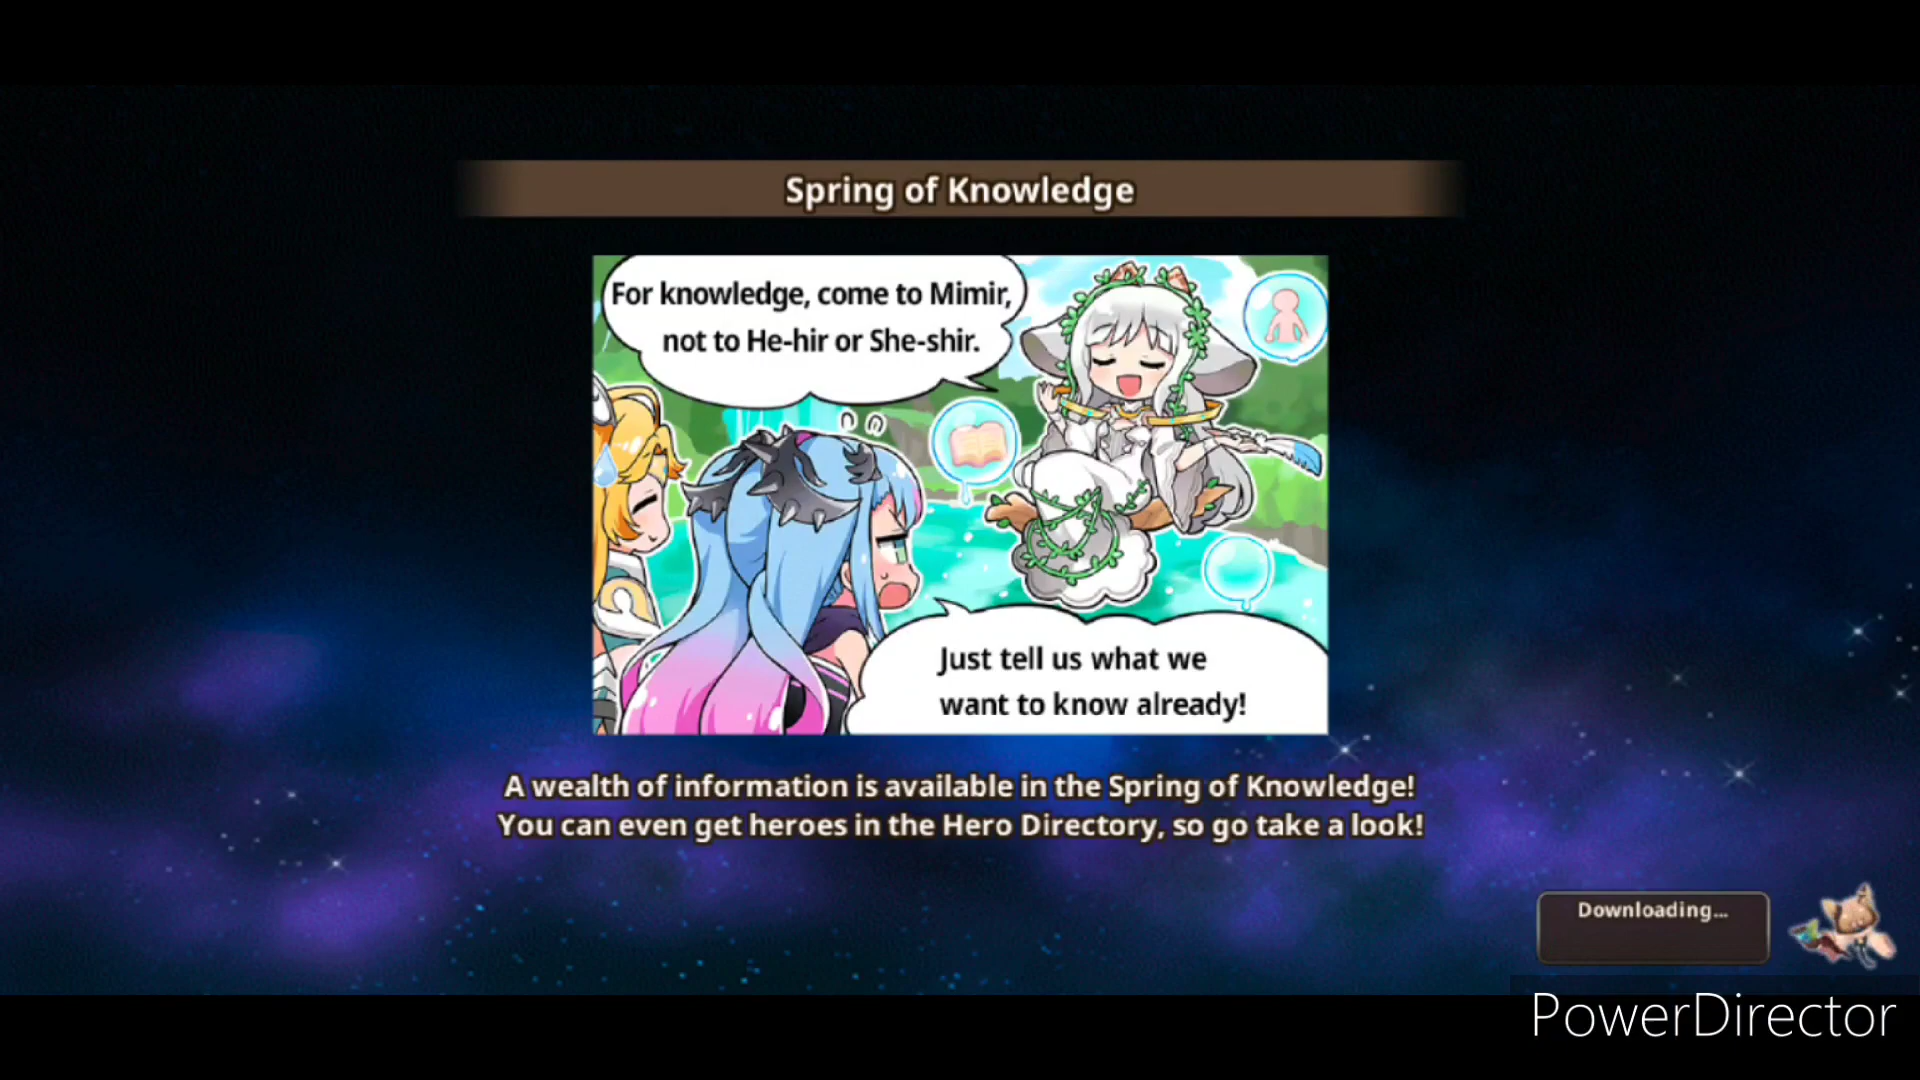 Spring of Knowledge
For knowledge, come to Mimir,
not to He-hir or She-shir.
Just tell us what we
want to know already!
A wealth of information is available in the Spring of Knowledge!
You can even get heroes in the Hero Directory, so go take a look!
Downloading...
PowerDirector